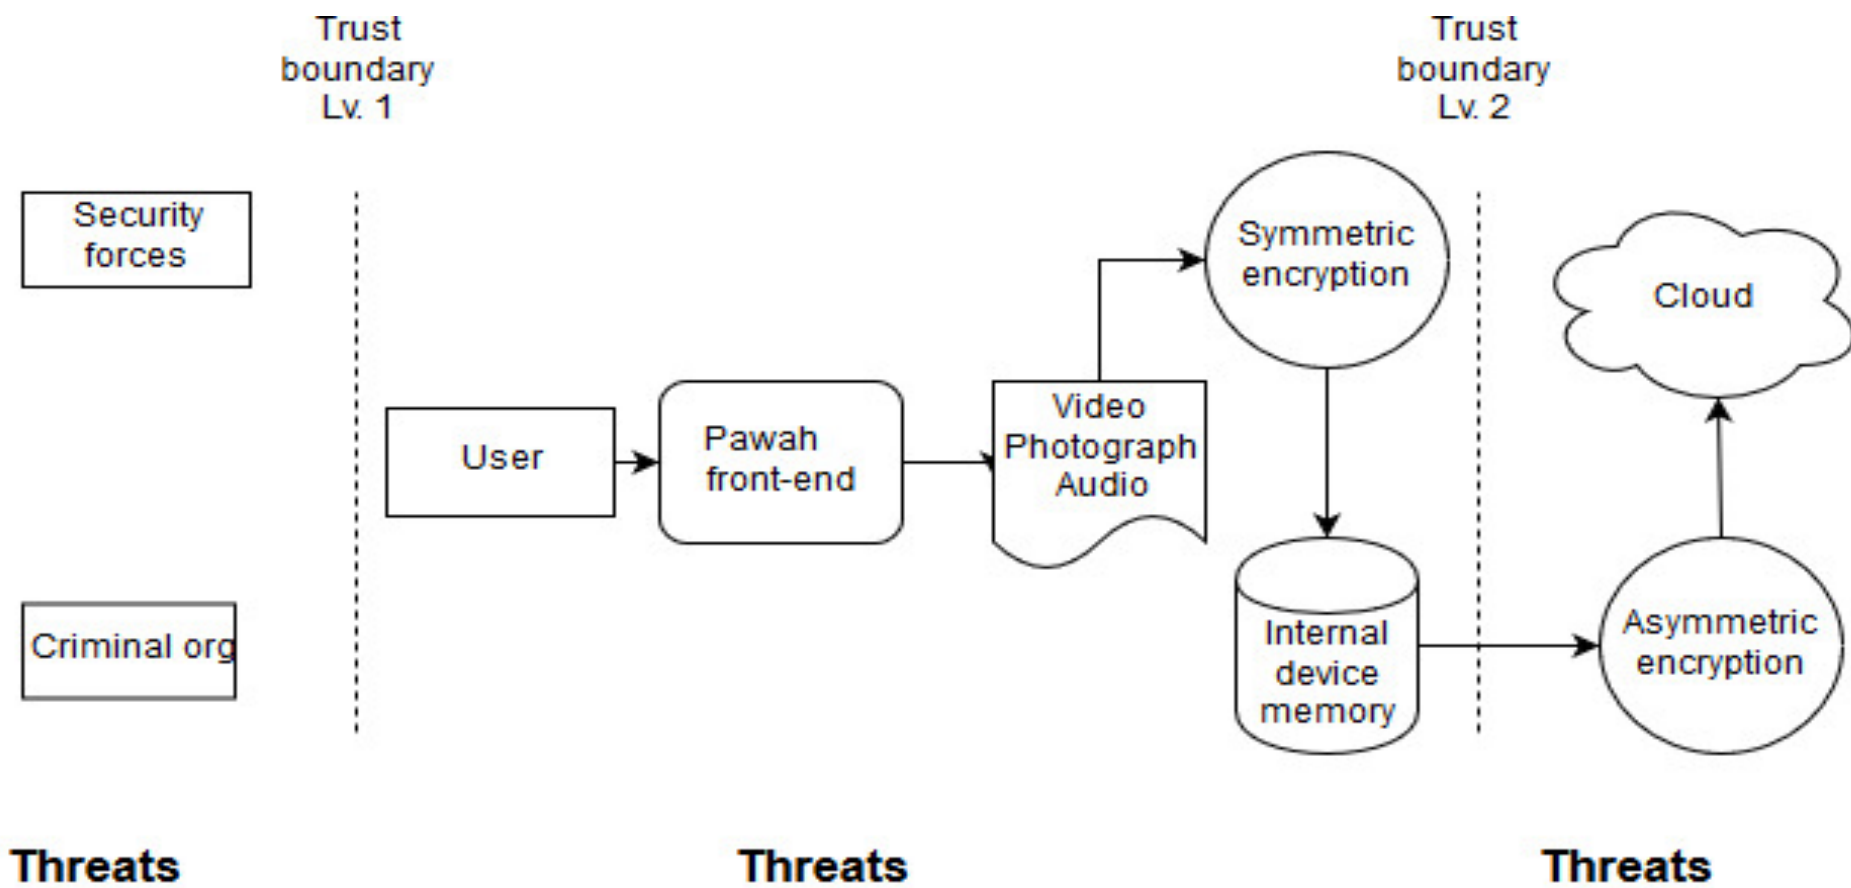 Trust
boundary
Lv. 1
Trust
boundary
Lv. 2
Security
forces
Criminal org
User
Pawah
front-end
Video
Photograph
Audio
Symmetric
encryption
Internal
device
memory
Cloud
Asymmetric
encryption
Threats
Threats
Threats